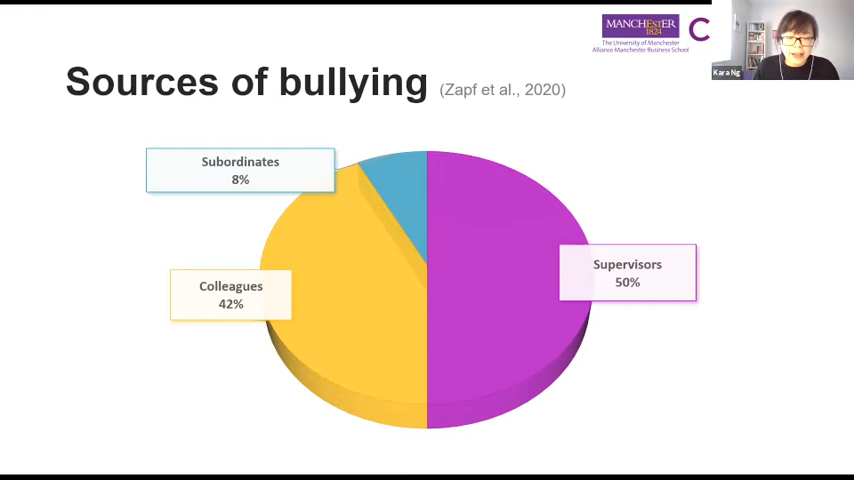 MANCHESTER
1824
The University of Manchester
Alliance Manchester Business School
C
Kara Ng
Sources of bullying (Zapf et al., 2020)
Subordinates
8%
Supervisors
50%
Colleagues
42%